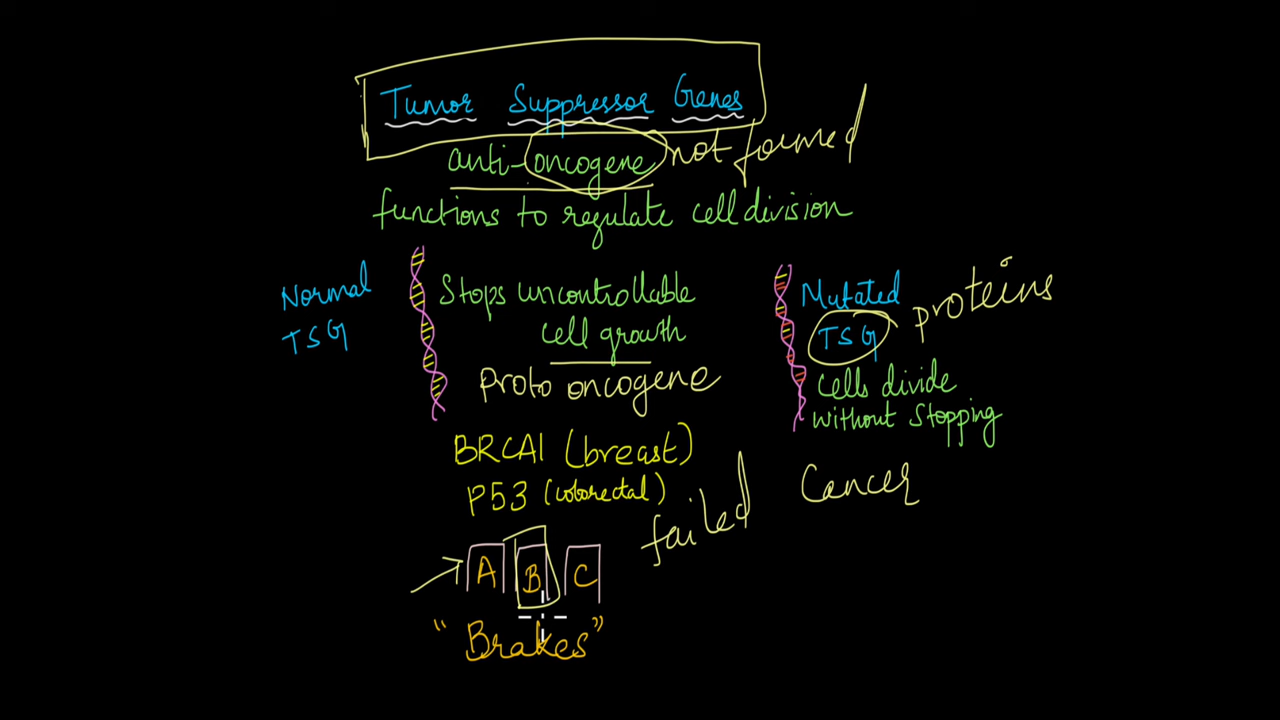 Tumor Suppressor Genes
anti-oncogene not formed
functions to regulate cell division
Normal
TSG
Stops uncontrollable
cell growth
Proto oncogene
Mutated
TSG
proteins
Cells divide
without stopping
Cancer
BRCA1 (breast)
P53 (colorectal)
failed
A B C
"Brakes"